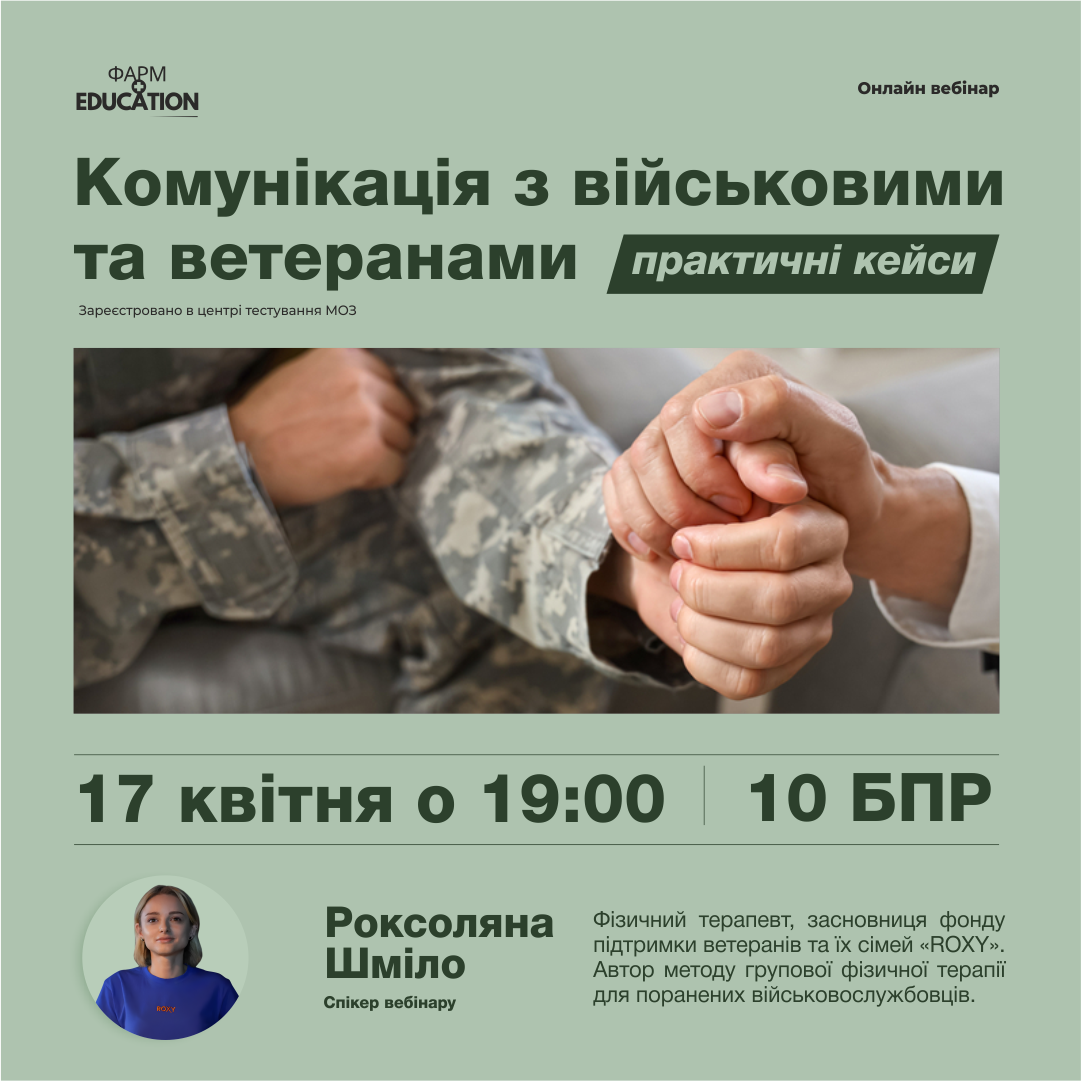 ФАРМ
EDUCATION
Онлайн вебінар
Комунікація з військовими
та ветеранами практичні кейси
Зареєстровано в центрі тестування МОЗ
17 квітня о 19:00 10 БПР
Роксоляна
Шміло
Спікер вебінару
Фізичний терапевт, засновниця фонду
підтримки ветеранів та їх сімей «ROXY».
Автор методу групової фізичної терапії
для поранених військовослужбовців.
ROXY